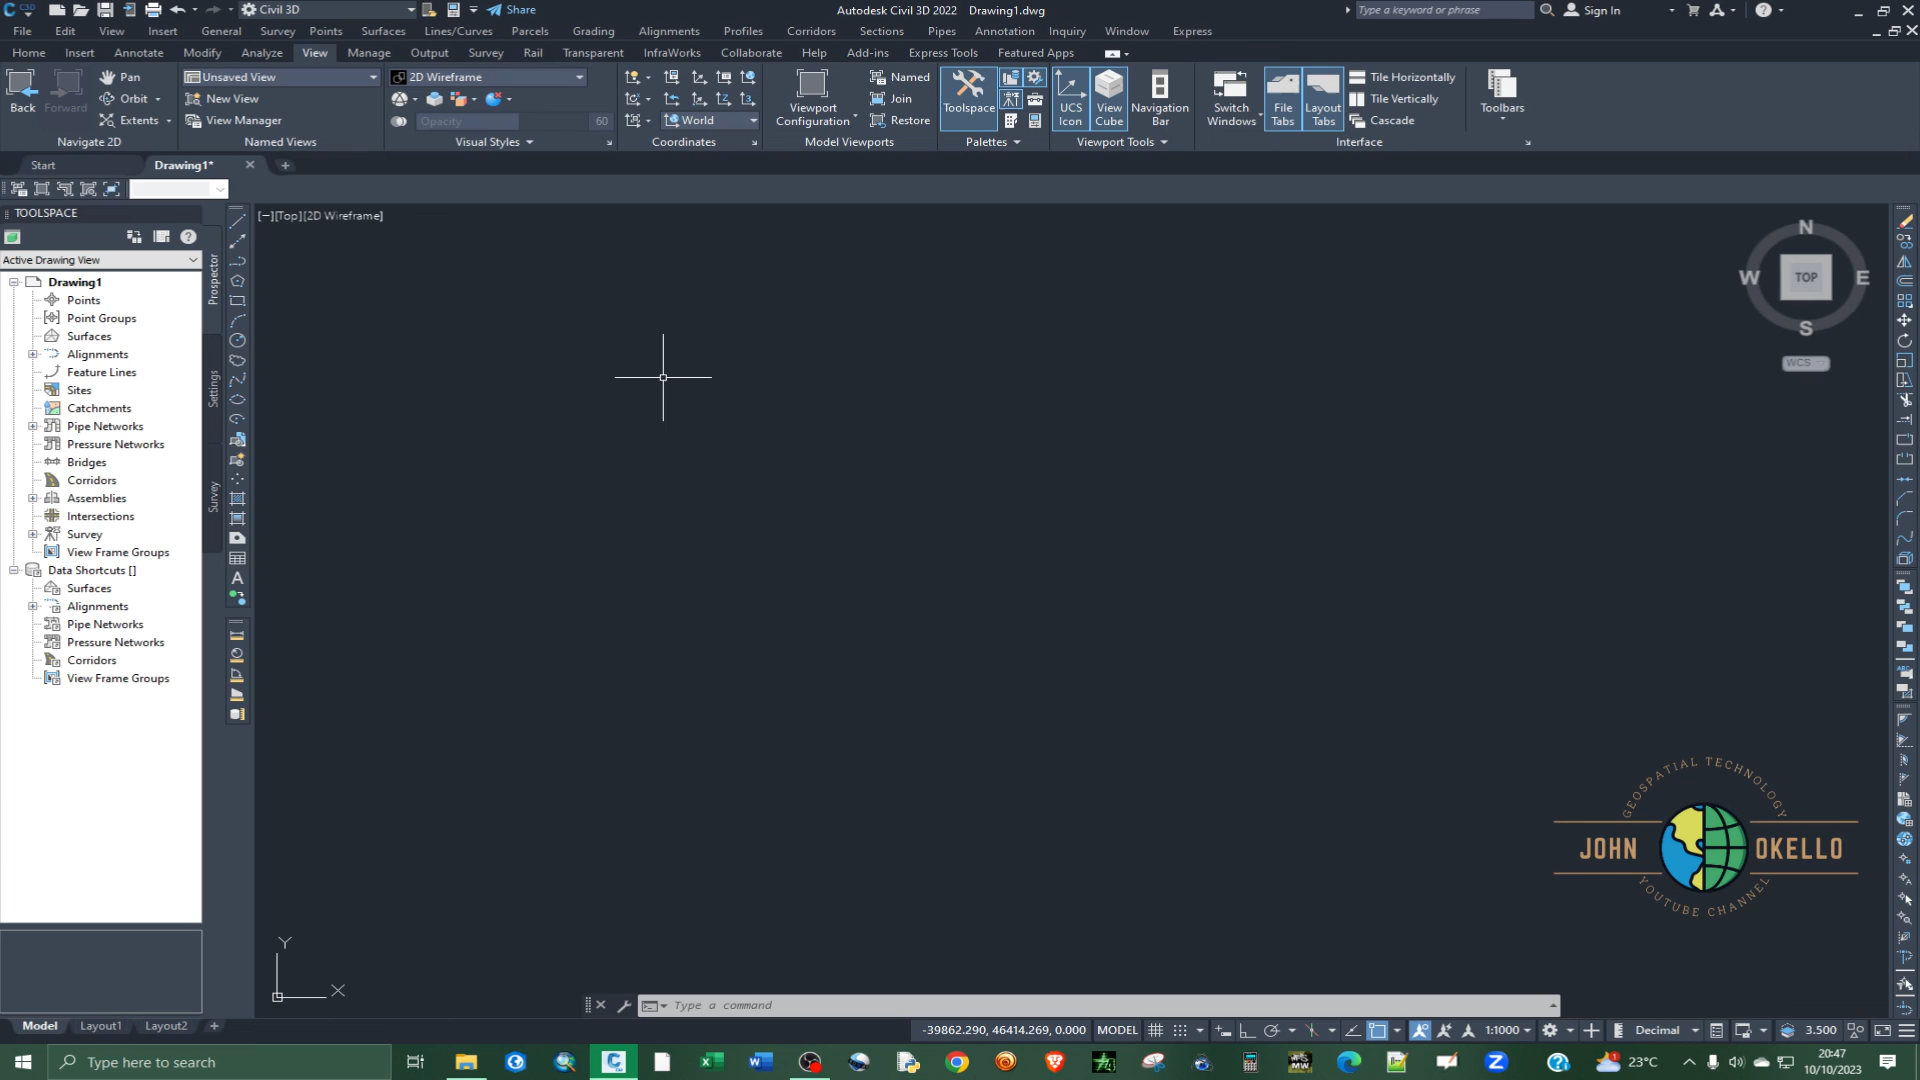 Civil 3D
Share
Autodesk Civil 3D 2022 Drawing1.dwg
Type a keyword or phrase
Sign In
File Edit View Insert General Survey Points Surfaces Lines/Curves Parcels Grading Alignments Profiles Corridors Sections Pipes Annotation Inquiry Window Express
Home Insert Annotate Modify Analyze View Manage Output Survey Rail Transparent InfraWorks Collaborate Help Add-ins Express Tools Featured Apps
Back
Forward
Pan
Orbit
Extents
Navigate 2D
Unsaved View
New View
View Manager
Named Views
2D Wireframe
Opacity 60
Visual Styles
World
Coordinates
Viewport
Configuration
Named
Join
Restore
Model Viewports
Toolspace
Palettes
UCS
Icon
View
Cube
Navigation
Bar
Viewport Tools
Switch
Windows
File
Tabs
Layout
Tabs
Tile Horizontally
Tile Vertically
Cascade
Interface
Toolbars
Start
Drawing1*
TOOLSPACE
Active Drawing View
Drawing1
Points
Point Groups
Surfaces
Alignments
Feature Lines
Sites
Catchments
Pipe Networks
Pressure Networks
Bridges
Corridors
Assemblies
Intersections
Survey
View Frame Groups
Data Shortcuts []
Surfaces
Alignments
Pipe Networks
Pressure Networks
Corridors
View Frame Groups
Prospector
Settings
Survey
[−][Top][2D Wireframe]
N
W TOP E
S
WCS
GEOSPATIAL TECHNOLOGY
JOHN OKELLO
YOUTUBE CHANNEL
Y
X
Type a command
Model Layout1 Layout2
-39862.290, 46414.269, 0.000 MODEL
1:1000
Decimal
3.500
Type here to search
23°C
20:47
10/10/2023